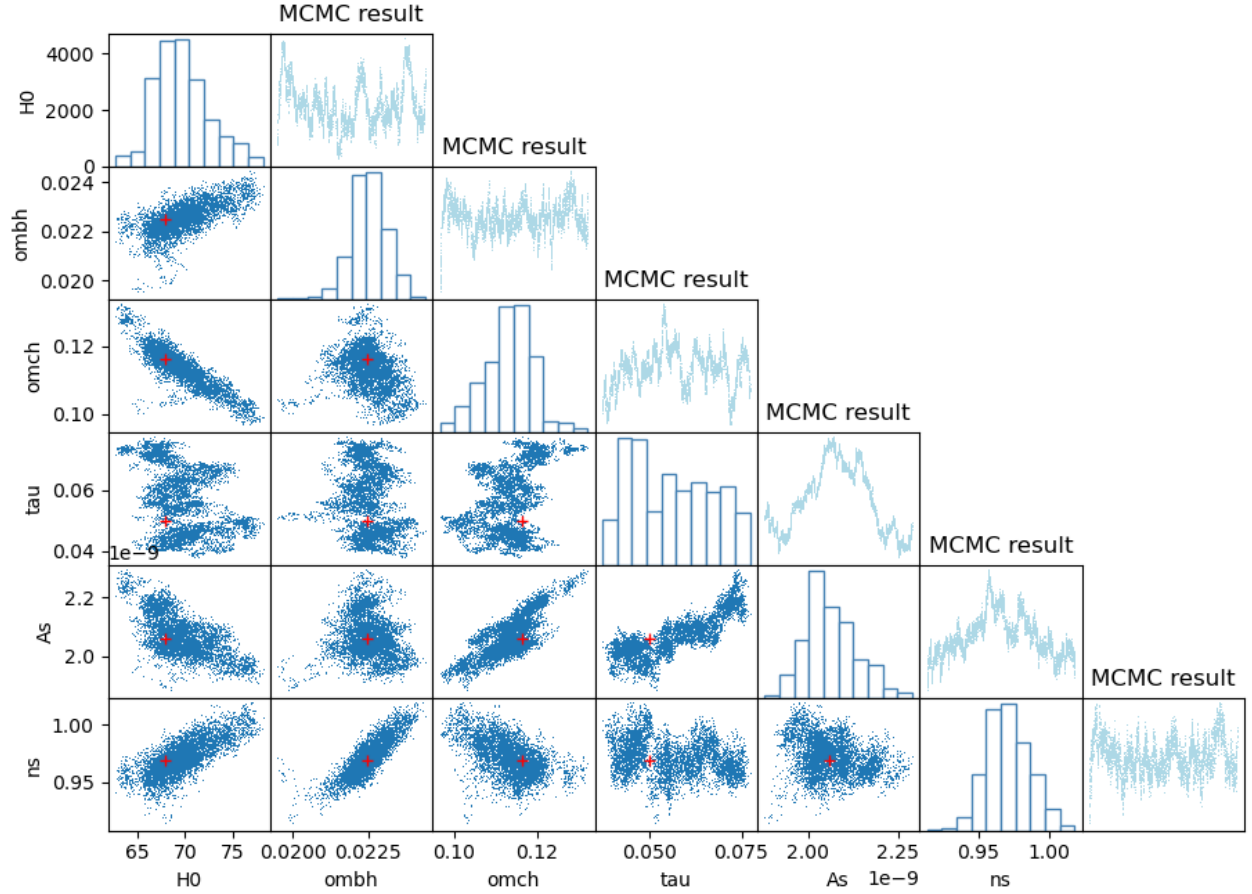 MCMC result
4000
2000
0
H0
MCMC result
0.024
0.022
0.020
ombh
MCMC result
0.12
0.10
omch
MCMC result
0.06
0.04
tau
1e−9
MCMC result
2.2
2.0
As
MCMC result
1.00
0.95
ns
65 70 75 0.0200 0.0225 0.10 0.12 0.050 0.075 2.00 2.25 0.95 1.00
H0 ombh omch tau As 1e−9 ns